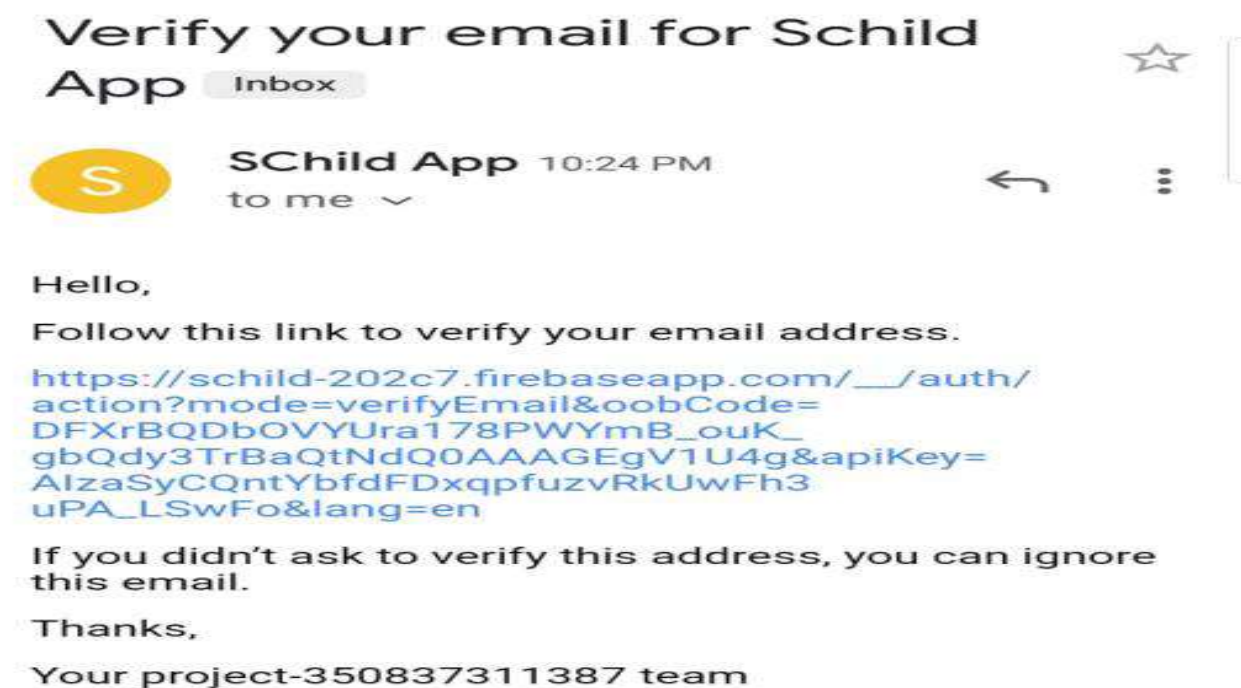 Verify your email for Schild
App Inbox
S
SChild App 10:24 PM
to me
Hello,
Follow this link to verify your email address.
https://schild-202c7.firebaseapp.com/__/auth/
action?mode=verifyEmail&oobCode=
DFXrBQDbOVYUra178PWYmB_ouK_
gbQdy3TrBaQtNdQ0AAAGEgV1U4g&apiKey=
AIzaSyCQntYbfdFDxqpfuzvRkUwFh3
uPA_LSwFo&lang=en
If you didn't ask to verify this address, you can ignore
this email.
Thanks,
Your project-350837311387 team